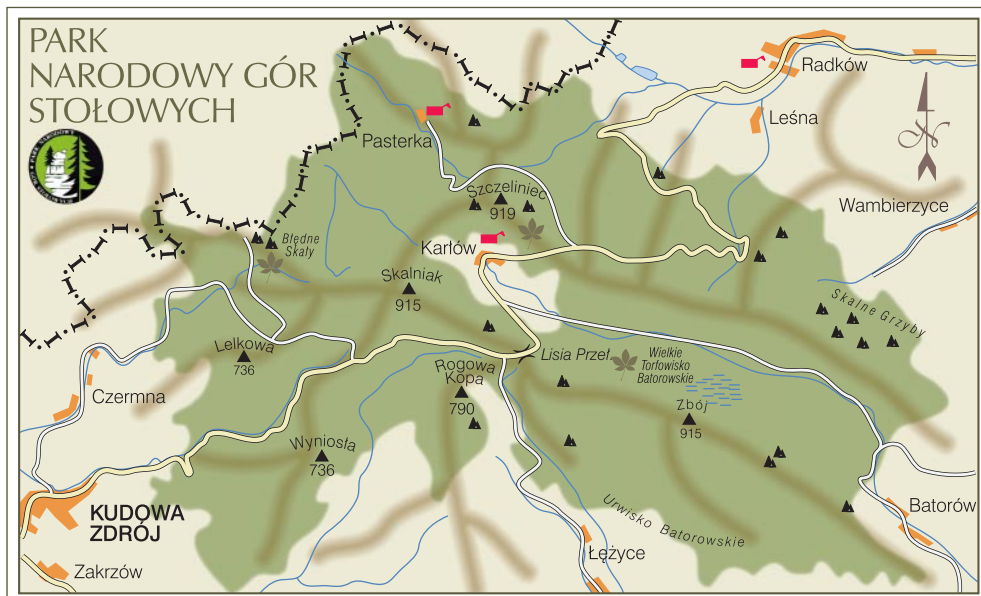 PARK
NARODOWY GÓR
STOŁOWYCH
PARK NARODOWY
Radków
Leśna
Pasterka
Szczeliniec
919
Wambierzyce
Błędne
Skały
Karłów
Skalniak
915
Skalne Grzyby
Lelkowa
736
Lisia Przeł.
Wielkie
Torfowisko
Batorowskie
Rogowa
Kopa
790
Czermna
Zbój
915
Wyniosła
736
KUDOWA
ZDRÓJ
Urwisko Batorowskie
Batorów
Łężyce
Zakrzów
N